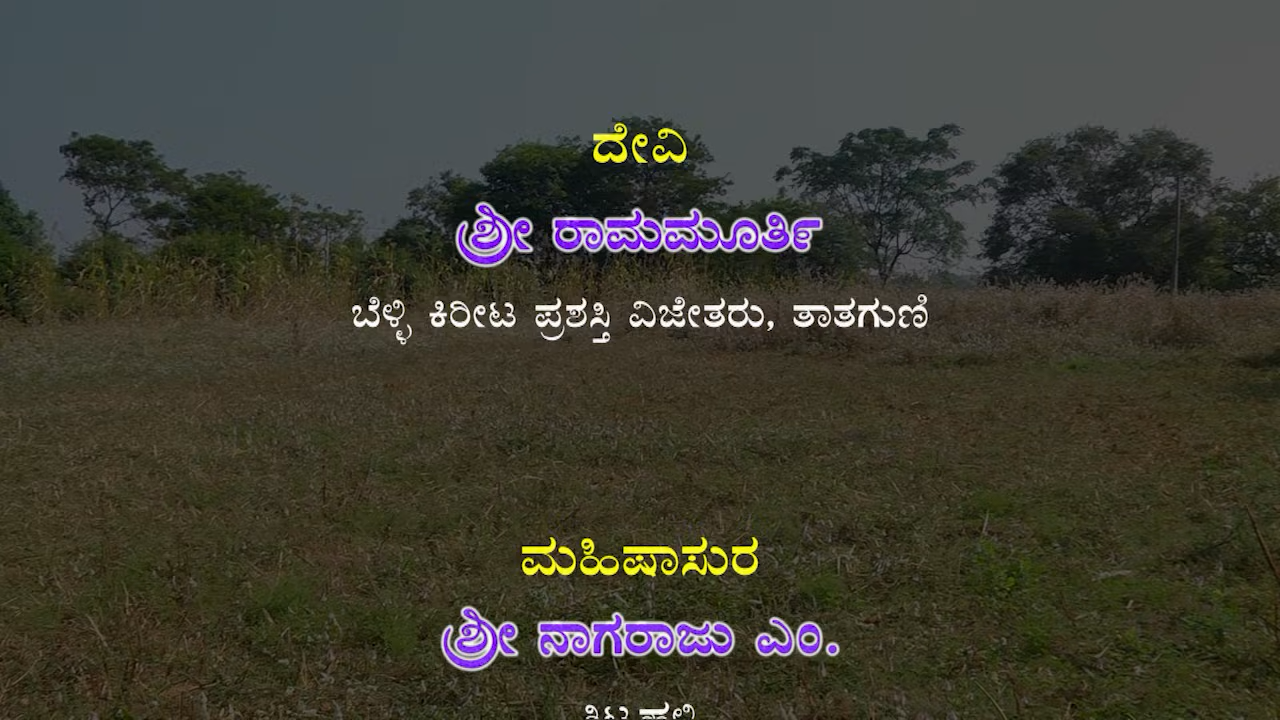 ದೇವಿ
ಶ್ರೀ ರಾಮಮೂರ್ತಿ
ಬೆಳ್ಳಿ ಕಿರೀಟ ಪ್ರಶಸ್ತಿ ವಿಜೇತರು, ತಾತಗುಣಿ
ಮಹಿಷಾಸುರ
ಶ್ರೀ ನಾಗರಾಜು ಎಂ.